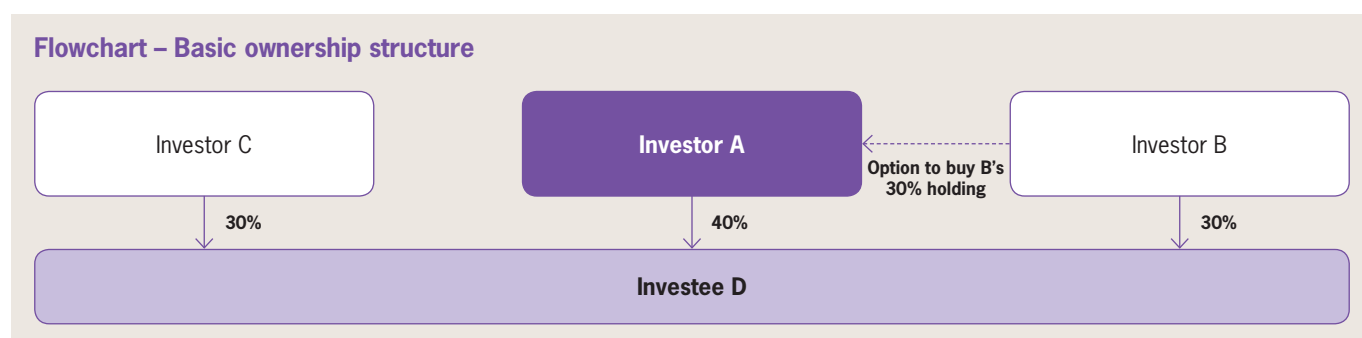 Flowchart – Basic ownership structure
Investor C
Investor A
Investor B
Option to buy B’s
30% holding
30%
40%
30%
Investee D